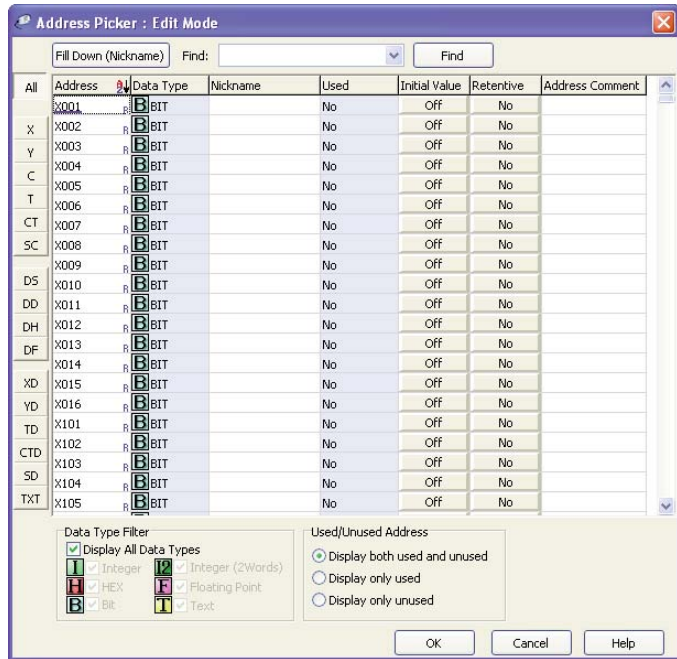 Address Picker : Edit Mode
Fill Down (Nickname) Find: Find
All Address Data Type Nickname Used Initial Value Retentive Address Comment
X001 R B BIT No Off No
X X002 R B BIT No Off No
Y X003 R B BIT No Off No
C X004 R B BIT No Off No
X005 R B BIT No Off No
T X006 R B BIT No Off No
CT X007 R B BIT No Off No
SC X008 R B BIT No Off No
X009 R B BIT No Off No
DS X010 R B BIT No Off No
DD X011 R B BIT No Off No
DH X012 R B BIT No Off No
DF X013 R B BIT No Off No
X014 R B BIT No Off No
XD X015 R B BIT No Off No
YD X016 R B BIT No Off No
TD X101 R B BIT No Off No
CTD X102 R B BIT No Off No
X103 R B BIT No Off No
SD X104 R B BIT No Off No
TXT X105 R B BIT No Off No
Data Type Filter
Display All Data Types
I Integer I2 Integer (2Words)
H HEX F Floating Point
B Bit T Text
Used/Unused Address
Display both used and unused
Display only used
Display only unused
OK Cancel Help